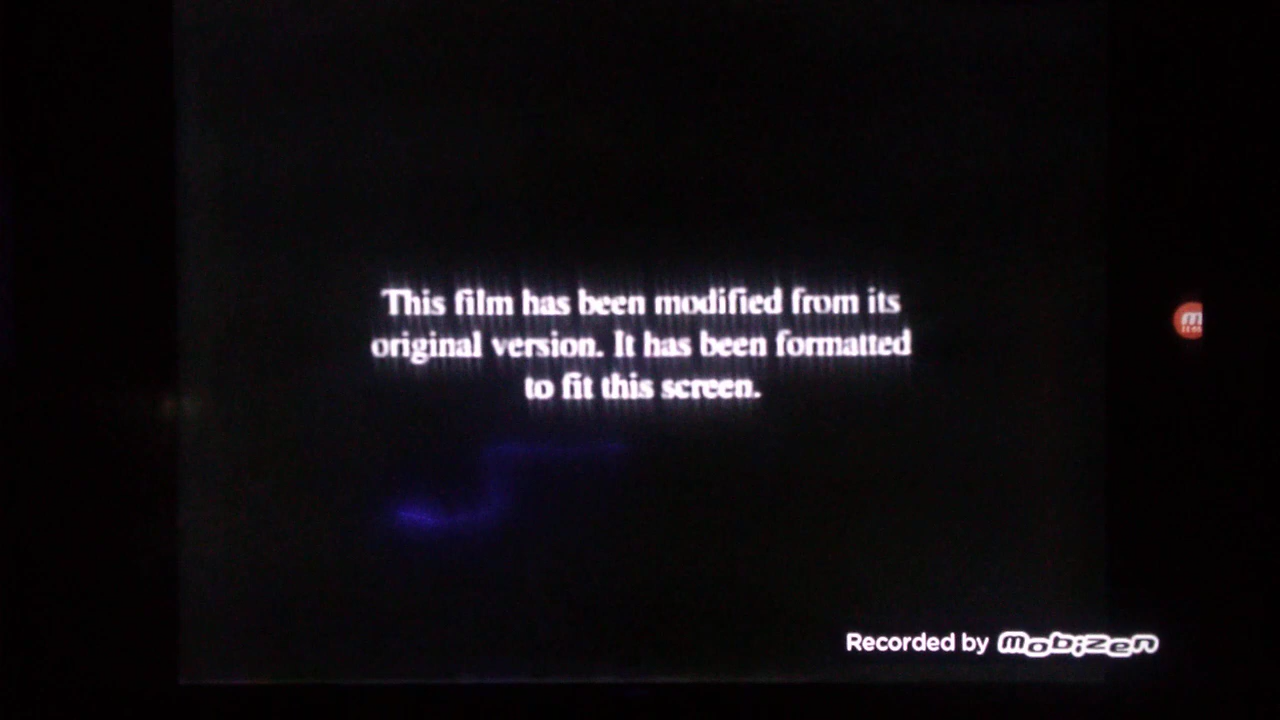 This film has been modified from its
original version. It has been formatted
to fit this screen.
Recorded by mobizen